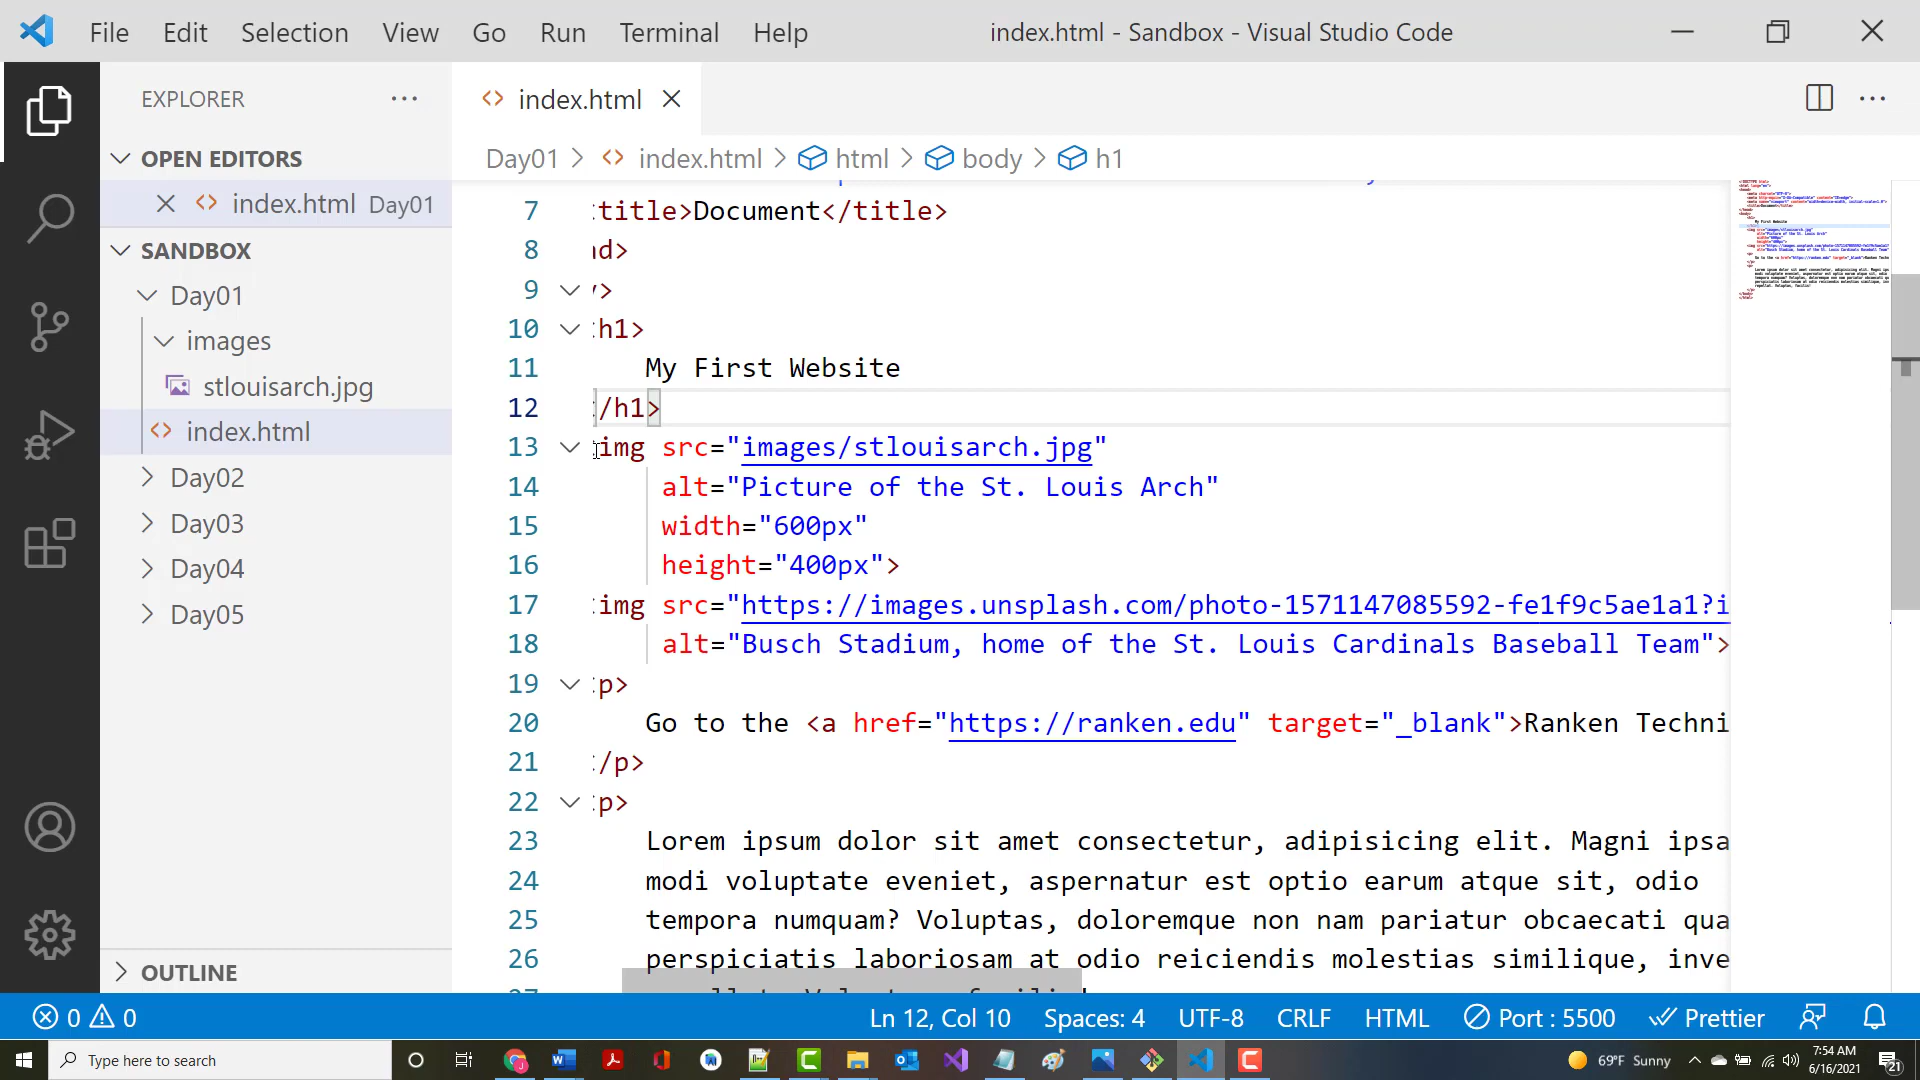 File Edit Selection View Go Run Terminal Help index.html - Sandbox - Visual Studio Code
EXPLORER ···
index.html
OPEN EDITORS
index.html Day01
SANDBOX
Day01
images
stlouisarch.jpg
index.html
Day02
Day03
Day04
Day05
OUTLINE
Day01 > index.html > html > body > h1
7 title>Document</title>
8 d>
9 >
10 h1>
11 My First Website
12 /h1>
13 img src="images/stlouisarch.jpg"
14 alt="Picture of the St. Louis Arch"
15 width="600px"
16 height="400px">
17 img src="https://images.unsplash.com/photo-1571147085592-fe1f9c5ae1a1?i
18 alt="Busch Stadium, home of the St. Louis Cardinals Baseball Team">
19 p>
20 Go to the <a href="https://ranken.edu" target="_blank">Ranken Techni
21 /p>
22 p>
23 Lorem ipsum dolor sit amet consectetur, adipisicing elit. Magni ipsa
24 modi voluptate eveniet, aspernatur est optio earum atque sit, odio
25 tempora numquam? Voluptas, doloremque non nam pariatur obcaecati qua
26 perspiciatis laboriosam at odio reiciendis molestias similique, inve
0 0 Ln 12, Col 10 Spaces: 4 UTF-8 CRLF HTML Port : 5500 Prettier
Type here to search
69°F Sunny
7:54 AM
6/16/2021
21